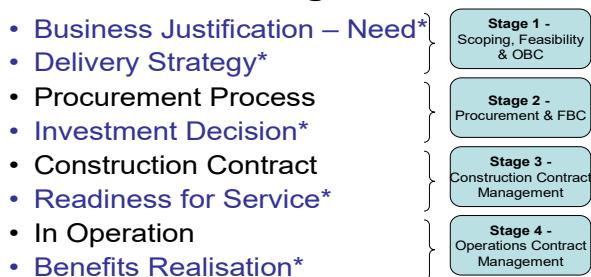 • Business Justification – Need*
• Delivery Strategy*
• Procurement Process
• Investment Decision*
• Construction Contract
• Readiness for Service*
• In Operation
• Benefits Realisation*
Stage 1 -
Scoping, Feasibility
& OBC
Stage 2 -
Procurement & FBC
Stage 3 -
Construction Contract
Management
Stage 4 -
Operations Contract
Management